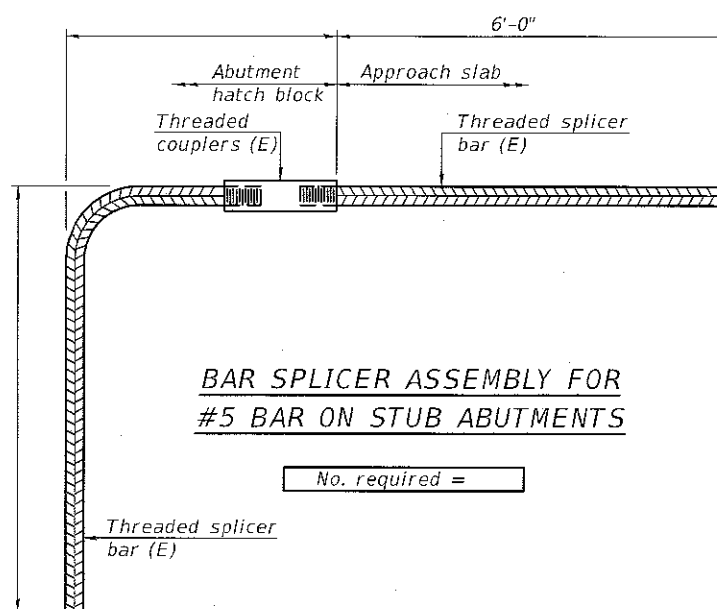 6'-0"
Abutment
hatch block
Approach slab
Threaded
couplers (E)
Threaded splicer
bar (E)
BAR SPLICER ASSEMBLY FOR
#5 BAR ON STUB ABUTMENTS
No. required =
Threaded splicer
bar (E)